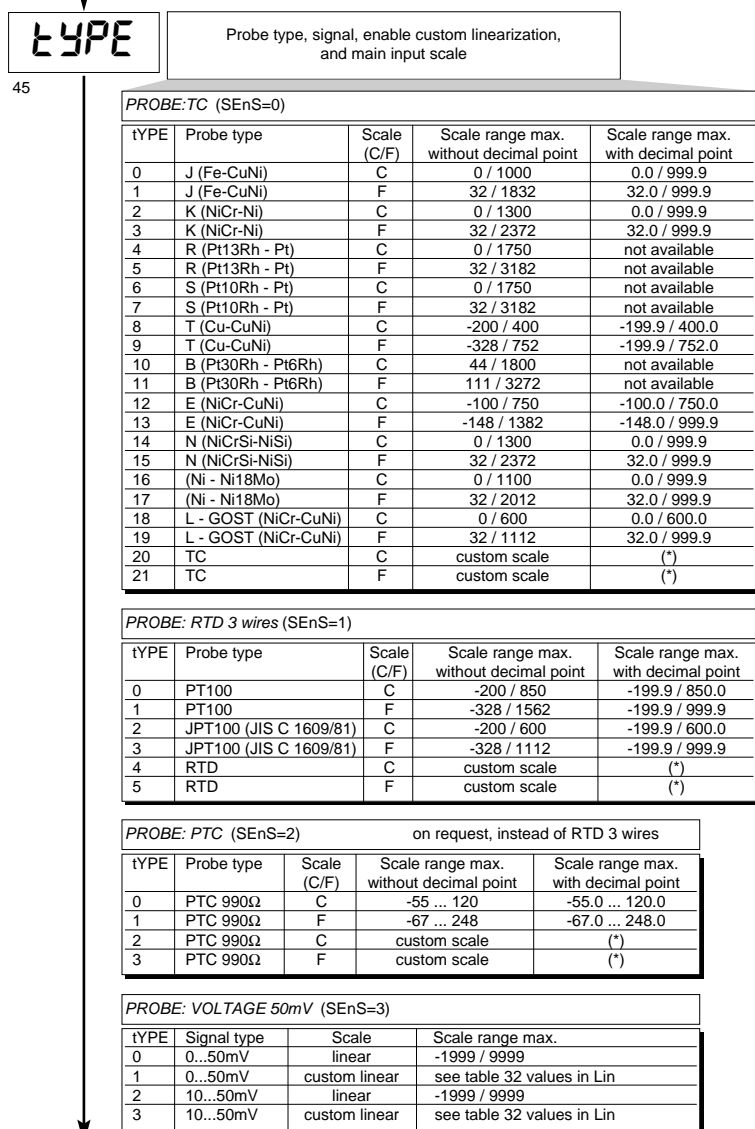 tYPE
Probe type, signal, enable custom linearization,
and main input scale
45
PROBE:TC (SEnS=0)
tYPE Probe type Scale Scale range max. Scale range max.
(C/F) without decimal point with decimal point
0 J (Fe-CuNi) C 0 / 1000 0.0 / 999.9
1 J (Fe-CuNi) F 32 / 1832 32.0 / 999.9
2 K (NiCr-Ni) C 0 / 1300 0.0 / 999.9
3 K (NiCr-Ni) F 32 / 2372 32.0 / 999.9
4 R (Pt13Rh - Pt) C 0 / 1750 not available
5 R (Pt13Rh - Pt) F 32 / 3182 not available
6 S (Pt10Rh - Pt) C 0 / 1750 not available
7 S (Pt10Rh - Pt) F 32 / 3182 not available
8 T (Cu-CuNi) C -200 / 400 -199.9 / 400.0
9 T (Cu-CuNi) F -328 / 752 -199.9 / 752.0
10 B (Pt30Rh - Pt6Rh) C 44 / 1800 not available
11 B (Pt30Rh - Pt6Rh) F 111 / 3272 not available
12 E (NiCr-CuNi) C -100 / 750 -100.0 / 750.0
13 E (NiCr-CuNi) F -148 / 1382 -148.0 / 999.9
14 N (NiCrSi-NiSi) C 0 / 1300 0.0 / 999.9
15 N (NiCrSi-NiSi) F 32 / 2372 32.0 / 999.9
16 (Ni - Ni18Mo) C 0 / 1100 0.0 / 999.9
17 (Ni - Ni18Mo) F 32 / 2012 32.0 / 999.9
18 L - GOST (NiCr-CuNi) C 0 / 600 0.0 / 600.0
19 L - GOST (NiCr-CuNi) F 32 / 1112 32.0 / 999.9
20 TC C custom scale (*)
21 TC F custom scale (*)
PROBE: RTD 3 wires (SEnS=1)
tYPE Probe type Scale Scale range max. Scale range max.
(C/F) without decimal point with decimal point
0 PT100 C -200 / 850 -199.9 / 850.0
1 PT100 F -328 / 1562 -199.9 / 999.9
2 JPT100 (JIS C 1609/81) C -200 / 600 -199.9 / 600.0
3 JPT100 (JIS C 1609/81) F -328 / 1112 -199.9 / 999.9
4 RTD C custom scale (*)
5 RTD F custom scale (*)
PROBE: PTC (SEnS=2) on request, instead of RTD 3 wires
tYPE Probe type Scale Scale range max. Scale range max.
(C/F) without decimal point with decimal point
0 PTC 990Ω C -55 ... 120 -55.0 ... 120.0
1 PTC 990Ω F -67 ... 248 -67.0 ... 248.0
2 PTC 990Ω C custom scale (*)
3 PTC 990Ω F custom scale (*)
PROBE: VOLTAGE 50mV (SEnS=3)
tYPE Signal type Scale Scale range max.
0 0...50mV linear -1999 / 9999
1 0...50mV custom linear see table 32 values in Lin
2 10...50mV linear -1999 / 9999
3 10...50mV custom linear see table 32 values in Lin